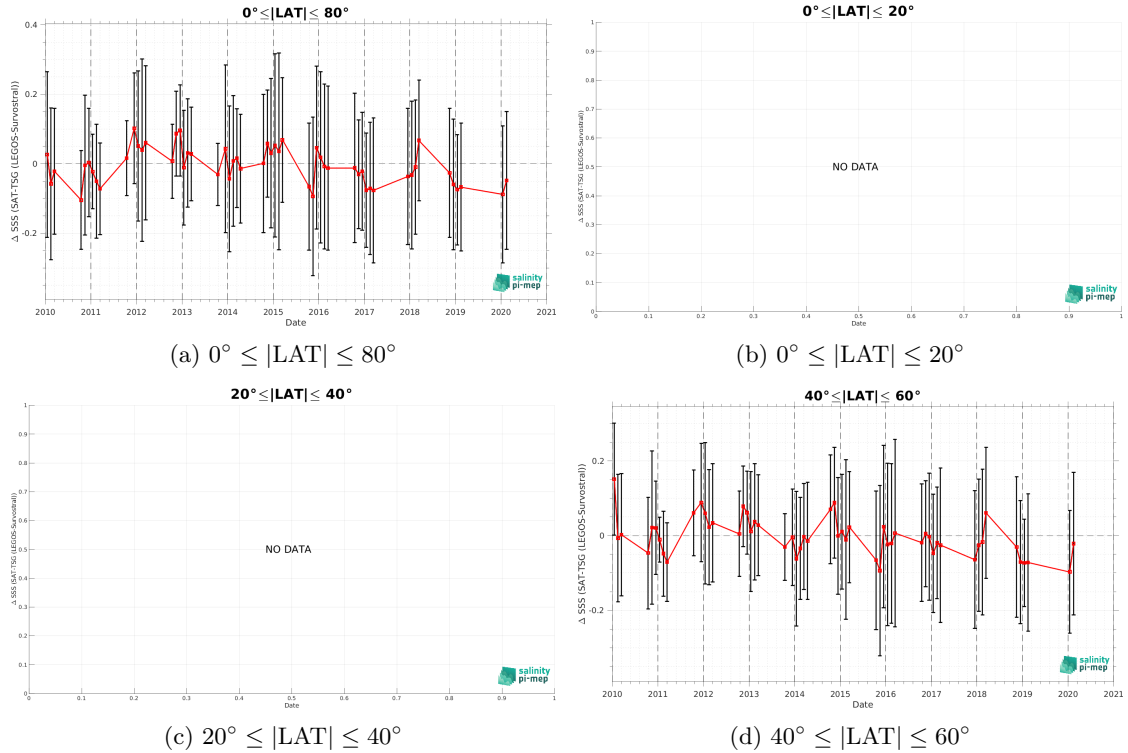 0°≤|LAT|≤ 80°
0.4
0.2
0
-0.2
Δ SSS (SAT-TSG (LEGOS-Survostral))
salinity
pi-mep
2010 2011 2012 2013 2014 2015 2016 2017 2018 2019 2020 2021
Date
(a) 0° ≤ |LAT| ≤ 80°
0°≤|LAT|≤ 20°
1
0.9
0.8
0.7
0.6
0.5
0.4
0.3
0.2
0.1
0
Δ SSS (SAT-TSG (LEGOS-Survostral))
NO DATA
salinity
pi-mep
0 0.1 0.2 0.3 0.4 0.5 0.6 0.7 0.8 0.9 1
Date
(b) 0° ≤ |LAT| ≤ 20°
20°≤|LAT|≤ 40°
1
0.9
0.8
0.7
0.6
0.5
0.4
0.3
0.2
0.1
0
Δ SSS (SAT-TSG (LEGOS-Survostral))
NO DATA
salinity
pi-mep
0 0.1 0.2 0.3 0.4 0.5 0.6 0.7 0.8 0.9 1
Date
(c) 20° ≤ |LAT| ≤ 40°
40°≤|LAT|≤ 60°
0.2
0
-0.2
Δ SSS (SAT-TSG (LEGOS-Survostral))
salinity
pi-mep
2010 2011 2012 2013 2014 2015 2016 2017 2018 2019 2020 2021
Date
(d) 40° ≤ |LAT| ≤ 60°